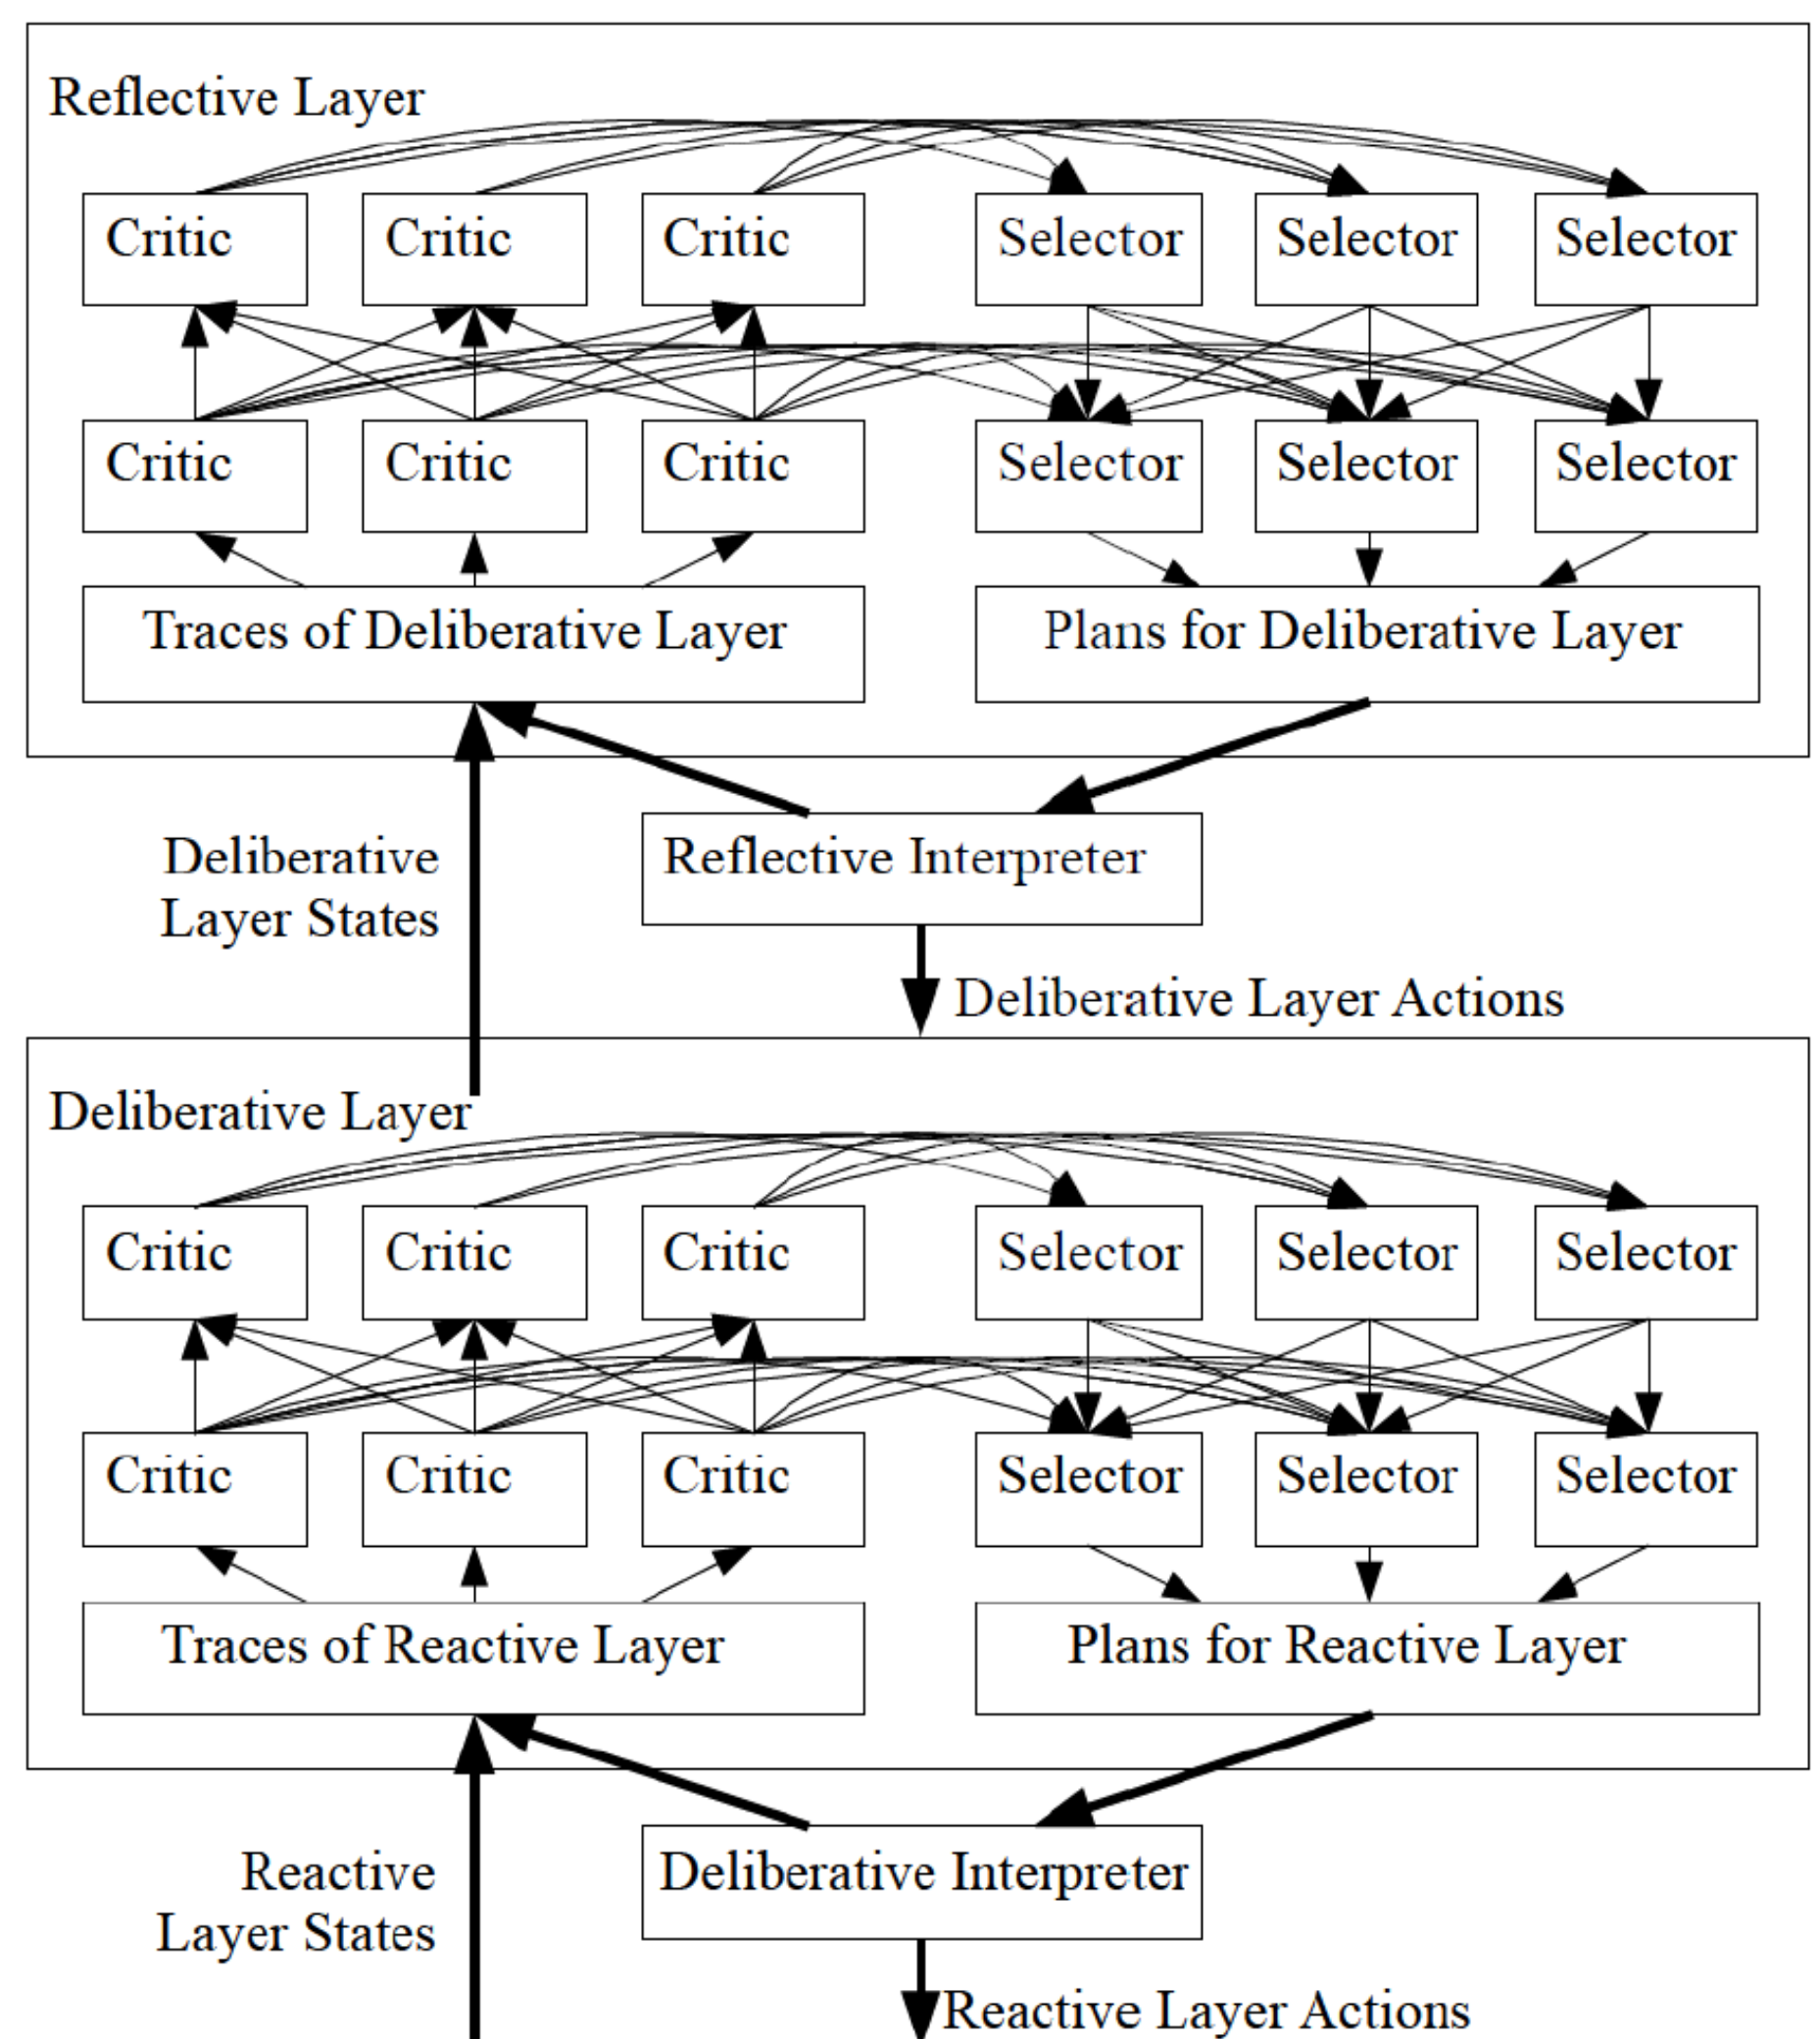 Reflective Layer
Critic Critic Critic Selector Selector Selector
Critic Critic Critic Selector Selector Selector
Traces of Deliberative Layer Plans for Deliberative Layer
Deliberative
Layer States
Reflective Interpreter
Deliberative Layer Actions
Deliberative Layer
Critic Critic Critic Selector Selector Selector
Critic Critic Critic Selector Selector Selector
Traces of Reactive Layer Plans for Reactive Layer
Reactive
Layer States
Deliberative Interpreter
Reactive Layer Actions